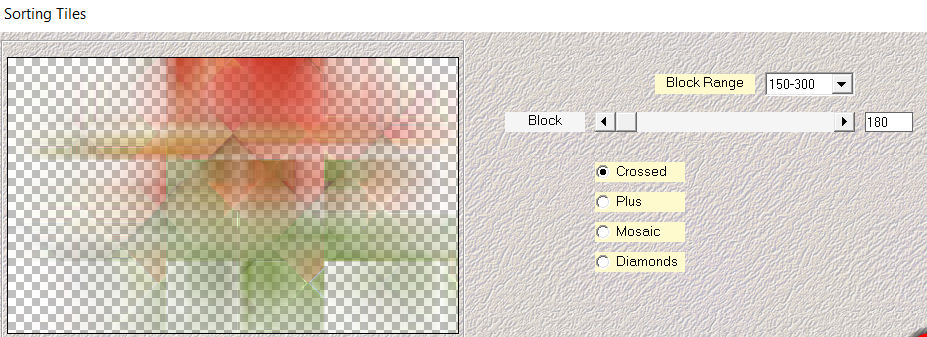 Sorting Tiles
Block Range 150-300
Block 180
Crossed
Plus
Mosaic
Diamonds